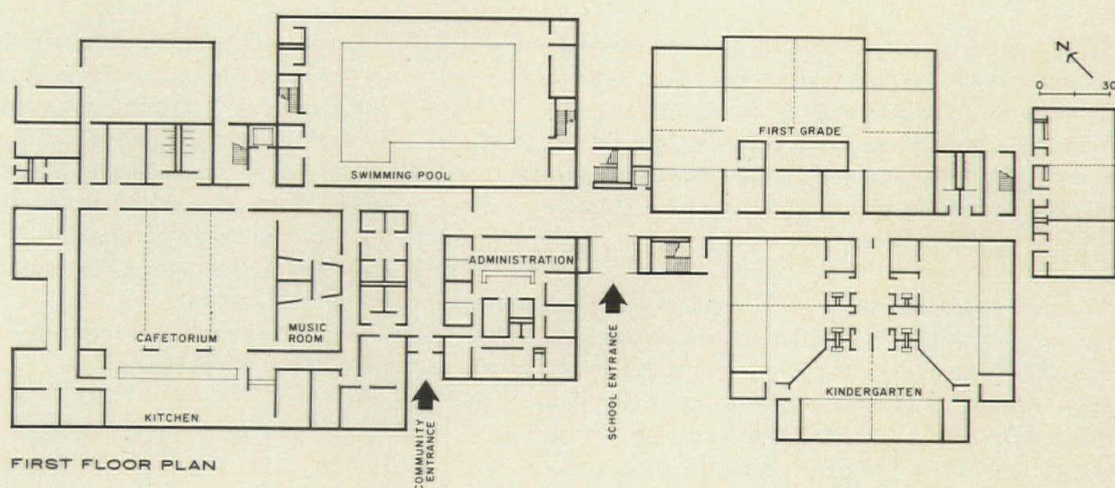 N
0 30
SWIMMING POOL
FIRST GRADE
ADMINISTRATION
CAFETORIUM
MUSIC
ROOM
KITCHEN
KINDERGARTEN
COMMUNITY
ENTRANCE
SCHOOL ENTRANCE
FIRST FLOOR PLAN